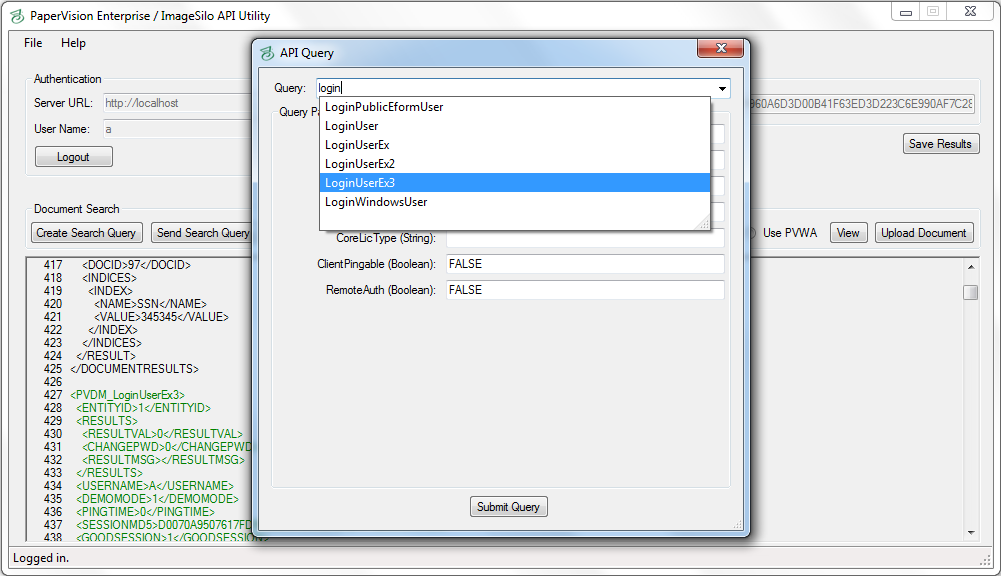 PaperVision Enterprise / ImageSilo API Utility
File Help
API Query
Authentication
Server URL: http://localhost
960A6D3D00B41F63ED3D223C6E990AF7C28
User Name: a
Logout
Save Results
Query: login
Query Pa
LoginPublicEformUser
LoginUser
LoginUserEx
LoginUserEx2
LoginUserEx3
LoginWindowsUser
CoreLicType (String):
ClientPingable (Boolean): FALSE
RemoteAuth (Boolean): FALSE
Submit Query
Document Search
Create Search Query Send Search Query Use PVWA View Upload Document
417 <DOCID>97</DOCID>
418 <INDICES>
419 <INDEX>
420 <NAME>SSN</NAME>
421 <VALUE>345345</VALUE>
422 </INDEX>
423 </INDICES>
424 </RESULT>
425 </DOCUMENTRESULTS>
426
427 <PVDM_LoginUserEx3>
428 <ENTITYID>1</ENTITYID>
429 <RESULTS>
430 <RESULTVAL>0</RESULTVAL>
431 <CHANGEPWD>0</CHANGEPWD
432 <RESULTMSG></RESULTMSG>
433 </RESULTS>
434 <USERNAME>A</USERNAME>
435 <DEMOMODE>1</DEMOMODE>
436 <PINGTIME>0</PINGTIME>
437 <SESSIONMD5>D0070A9507617FD
438 <GOODSESSION>1</GOODSESSION>
Logged in.